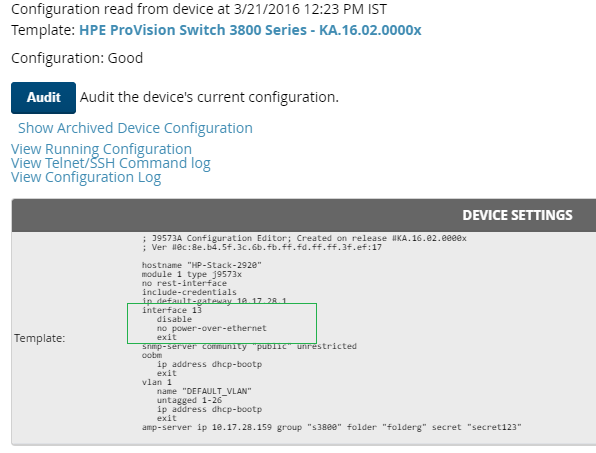 Configuration read from device at 3/21/2016 12:23 PM IST
Template: HPE ProVision Switch 3800 Series - KA.16.02.0000x
Configuration: Good
Audit Audit the device's current configuration.
Show Archived Device Configuration
View Running Configuration
View Telnet/SSH Command log
View Configuration Log
DEVICE SETTINGS
Template:
; J9573A Configuration Editor; Created on release #KA.16.02.0000x
; Ver #0c:8e.b4.5f.3c.6b.fb.ff.fd.ff.ff.3f.ef:17
hostname "HP-Stack-2920"
module 1 type j9573x
no rest-interface
include-credentials
ip default-gateway 10.17.28.1
interface 13
disable
no power-over-ethernet
exit
snmp-server community "public" unrestricted
oobm
ip address dhcp-bootp
exit
vlan 1
name "DEFAULT_VLAN"
untagged 1-26
ip address dhcp-bootp
exit
amp-server ip 10.17.28.159 group "s3800" folder "folderg" secret "secret123"